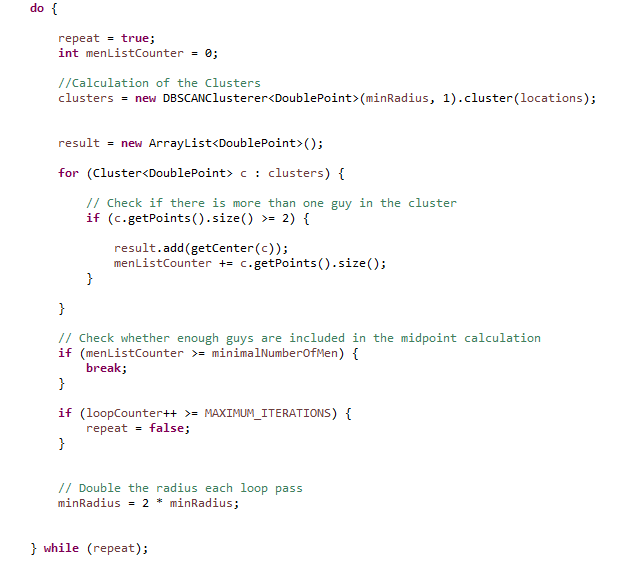 do {
repeat = true;
int menListCounter = 0;
//Calculation of the Clusters
clusters = new DBSCANClusterer<DoublePoint>(minRadius, 1).cluster(locations);
result = new ArrayList<DoublePoint>();
for (Cluster<DoublePoint> c : clusters) {
// Check if there is more than one guy in the cluster
if (c.getPoints().size() >= 2) {
result.add(getCenter(c));
menListCounter += c.getPoints().size();
}
}
// Check whether enough guys are included in the midpoint calculation
if (menListCounter >= minimalNumberOfMen) {
break;
}
if (loopCounter++ >= MAXIMUM_ITERATIONS) {
repeat = false;
}
// Double the radius each loop pass
minRadius = 2 * minRadius;
} while (repeat);